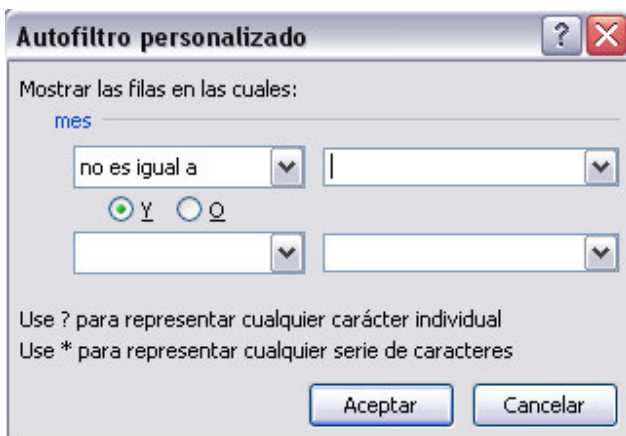 Autofiltro personalizado ?
Mostrar las filas en las cuales:
mes
no es igual a
Y O
Use ? para representar cualquier carácter individual
Use * para representar cualquier serie de caracteres
Aceptar Cancelar